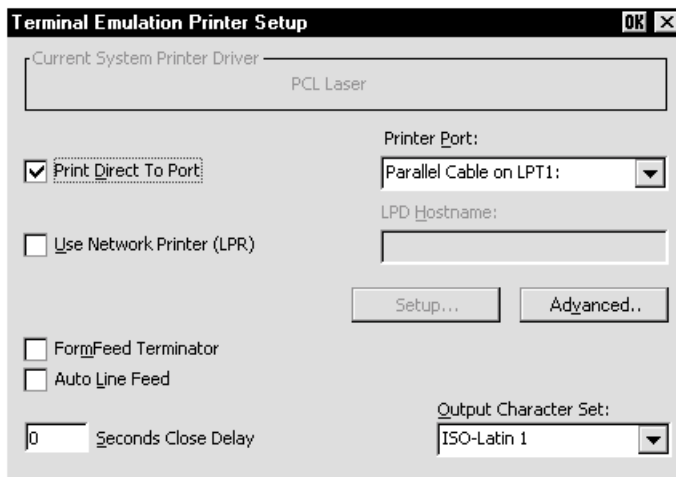 Terminal Emulation Printer Setup OK ×
Current System Printer Driver
PCL Laser
Printer Port:
Print Direct To Port
Parallel Cable on LPT1:
LPD Hostname:
Use Network Printer (LPR)
Setup...
Advanced..
FormFeed Terminator
Auto Line Feed
Output Character Set:
0 Seconds Close Delay
ISO-Latin 1